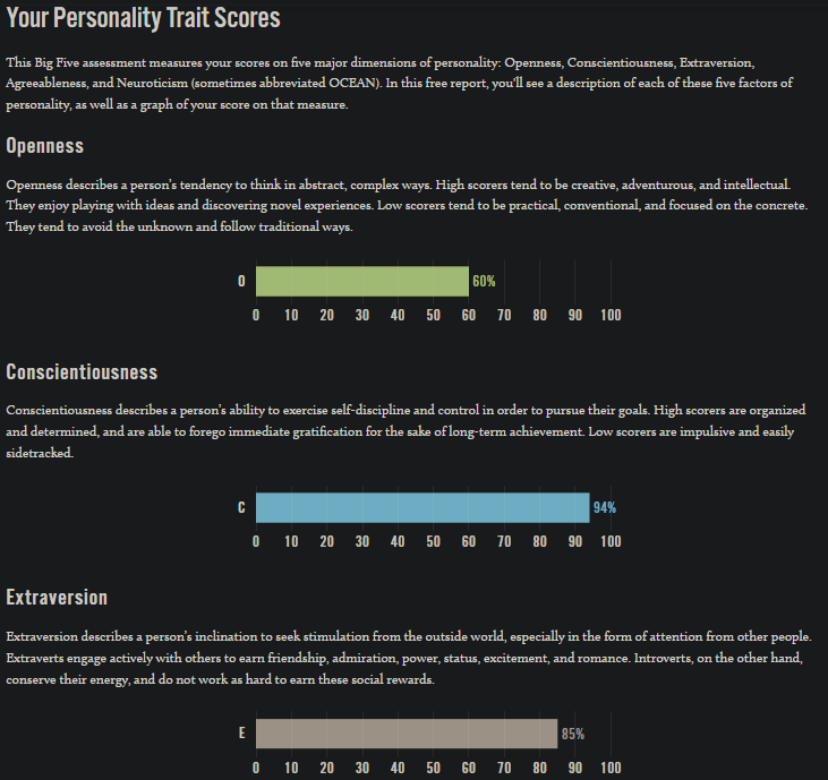 Your Personality Trait Scores
This Big Five assessment measures your scores on five major dimensions of personality: Openness, Conscientiousness, Extraversion,
Agreeableness, and Neuroticism (sometimes abbreviated OCEAN). In this free report, you'll see a description of each of these five factors of
personality, as well as a graph of your score on that measure.
Openness
Openness describes a person's tendency to think in abstract, complex ways. High scorers tend to be creative, adventurous, and intellectual.
They enjoy playing with ideas and discovering novel experiences. Low scorers tend to be practical, conventional, and focused on the concrete.
They tend to avoid the unknown and follow traditional ways.
O 60%
0 10 20 30 40 50 60 70 80 90 100
Conscientiousness
Conscientiousness describes a person's ability to exercise self-discipline and control in order to pursue their goals. High scorers are organized
and determined, and are able to forego immediate gratification for the sake of long-term achievement. Low scorers are impulsive and easily
sidetracked.
C 94%
0 10 20 30 40 50 60 70 80 90 100
Extraversion
Extraversion describes a person's inclination to seek stimulation from the outside world, especially in the form of attention from other people.
Extraverts engage actively with others to earn friendship, admiration, power, status, excitement, and romance. Introverts, on the other hand,
conserve their energy, and do not work as hard to earn these social rewards.
E 85%
0 10 20 30 40 50 60 70 80 90 100